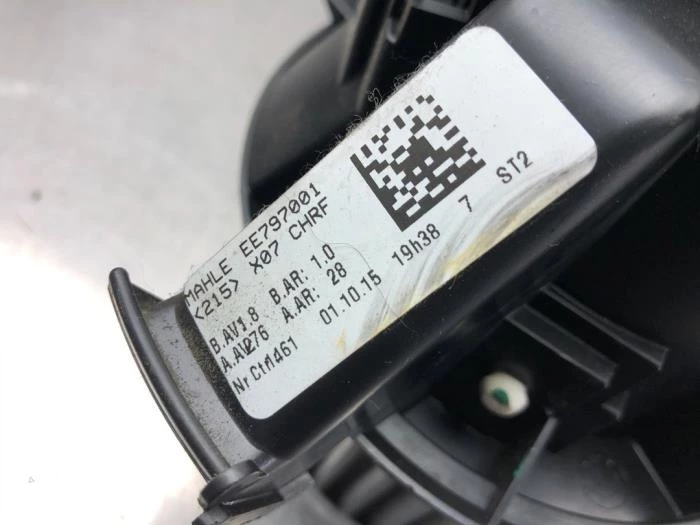 MAHLE EE797001
<215> X07 CHRF
B.AV1.8 B.AR: 1.0
A.AV276 A.AR: 28
Nr.Ctrl461 01.10.15 19h38 7 ST2